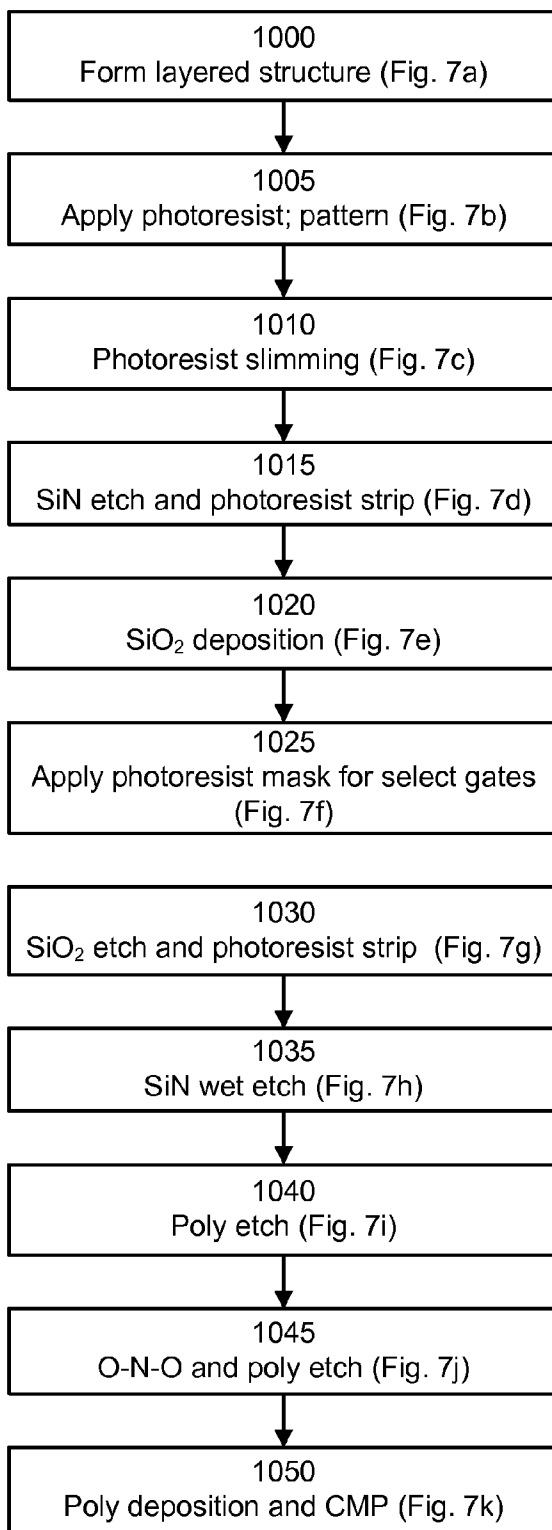 1000
Form layered structure (Fig. 7a)
1005
Apply photoresist; pattern (Fig. 7b)
1010
Photoresist slimming (Fig. 7c)
1015
SiN etch and photoresist strip (Fig. 7d)
1020
SiO₂ deposition (Fig. 7e)
1025
Apply photoresist mask for select gates
(Fig. 7f)
1030
SiO₂ etch and photoresist strip (Fig. 7g)
1035
SiN wet etch (Fig. 7h)
1040
Poly etch (Fig. 7i)
1045
O-N-O and poly etch (Fig. 7j)
1050
Poly deposition and CMP (Fig. 7k)